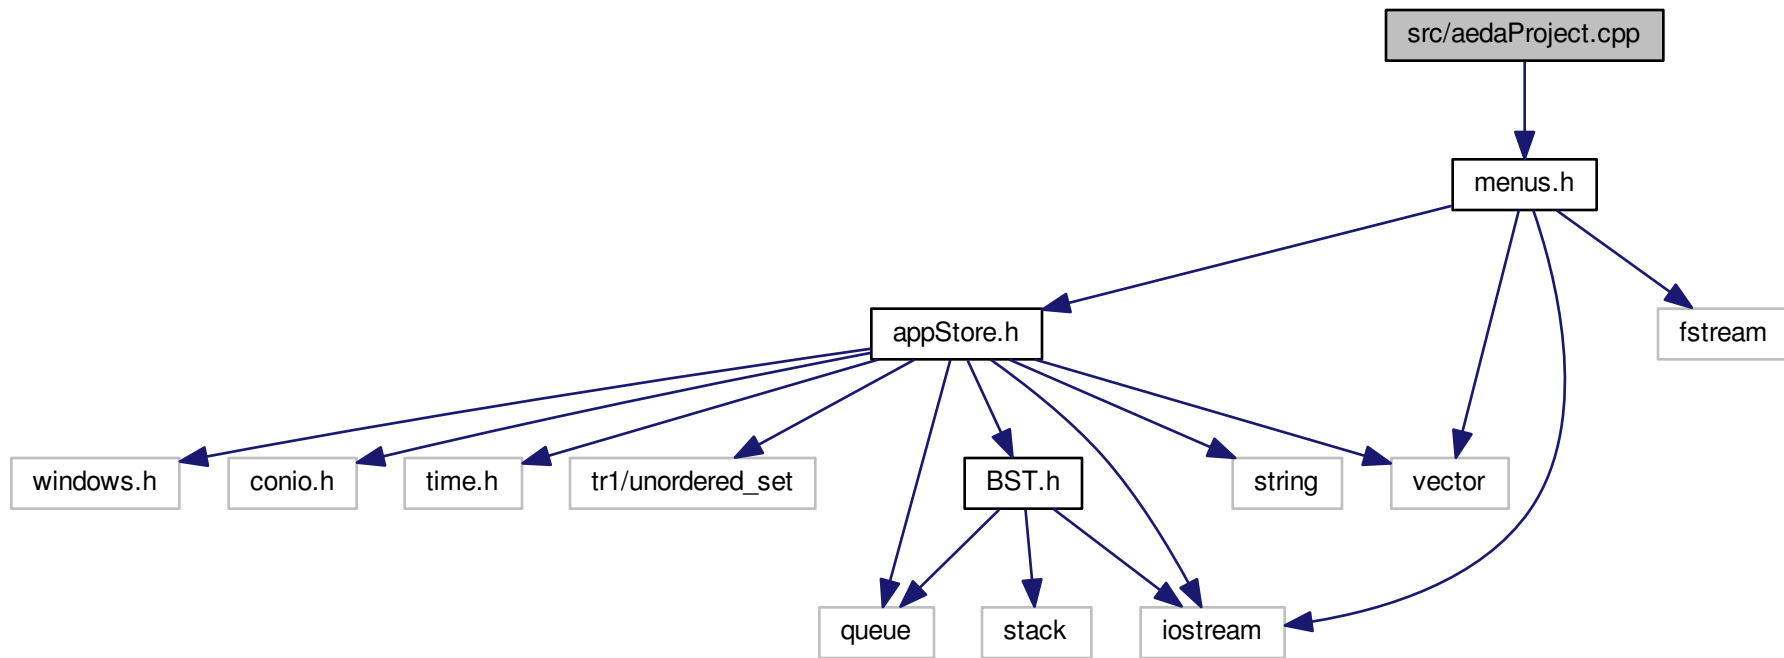 src/aedaProject.cpp
menus.h
appStore.h
fstream
windows.h
conio.h
time.h
tr1/unordered_set
BST.h
string
vector
queue
stack
iostream